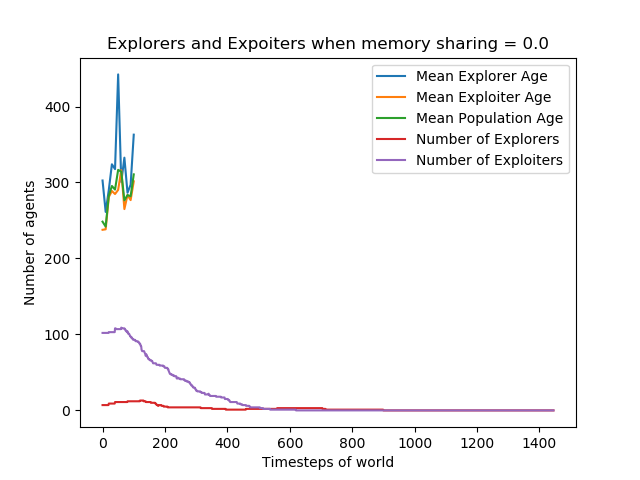 Explorers and Expoiters when memory sharing = 0.0
Mean Explorer Age
Mean Exploiter Age
Mean Population Age
Number of Explorers
Number of Exploiters
Number of agents
400
300
200
100
0
0 200 400 600 800 1000 1200 1400
Timesteps of world